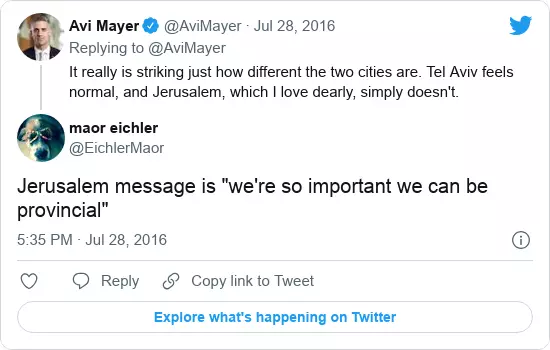 Avi Mayer @AviMayer · Jul 28, 2016
Replying to @AviMayer
It really is striking just how different the two cities are. Tel Aviv feels
normal, and Jerusalem, which I love dearly, simply doesn't.
maor eichler
@EichlerMaor
Jerusalem message is "we're so important we can be
provincial"
5:35 PM · Jul 28, 2016
Reply
Copy link to Tweet
Explore what's happening on Twitter